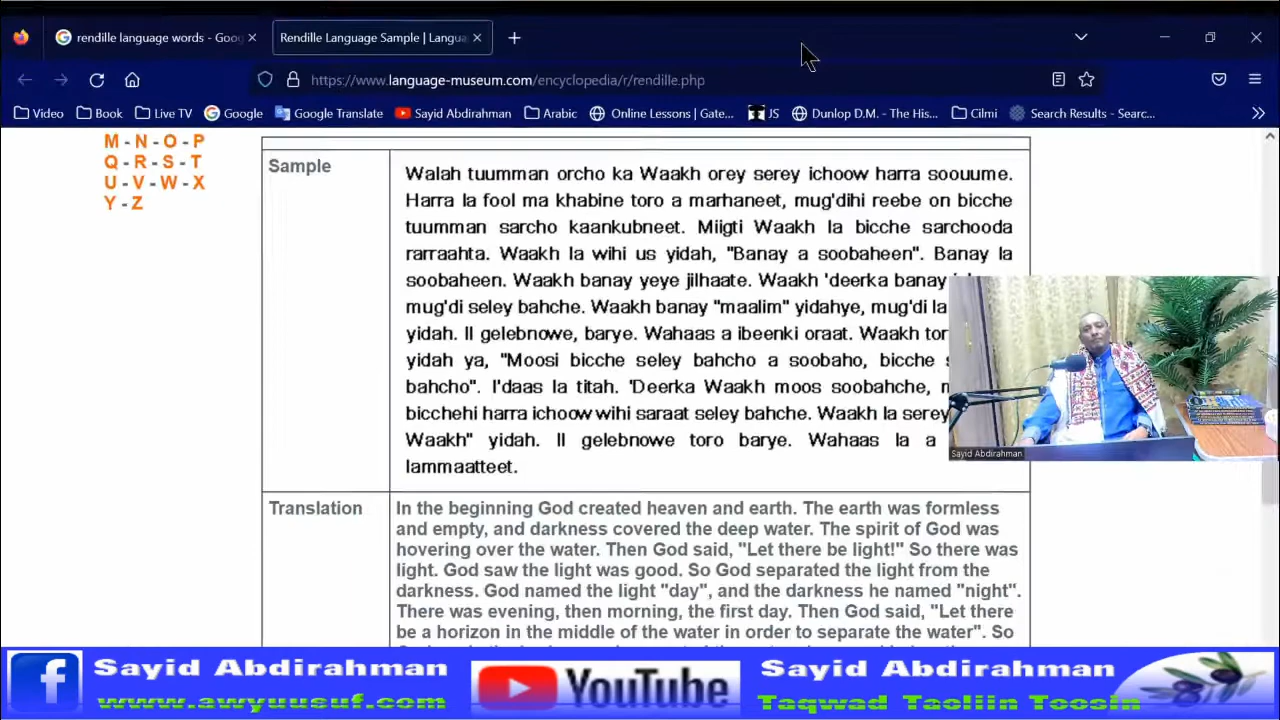 rendille language words - Goo
Rendille Language Sample | Langua
https://www.language-museum.com/encyclopedia/r/rendille.php
Video Book Live TV Google Google Translate Sayid Abdirahman Arabic Online Lessons | Gate... JS Dunlop D.M. - The His... Cilmi Search Results - Searc...
M - N - O - P
Q - R - S - T
U - V - W - X
Y - Z
Sample
Walah tuumman orcho ka Waakh orey serey ichoow harra soouume.
Harra la fool ma khabine toro a marhaneet, mug'dihi reebe on bicche
tuumman sarcho kaankubneet. Miigti Waakh la bicche sarchooda
rarraahta. Waakh la wihi us yidah, "Banay a soobaheen". Banay la
soobaheen. Waakh banay yeye jilhaate. Waakh 'deerka banay
mug'di seley bahche. Waakh banay "maalim" yidahye, mug'di la
yidah. Il gelebnowe, barye. Wahaas a ibeenki oraat. Waakh
yidah ya, "Moosi bicche seley bahcho a soobaho, bicche
bahcho". I'daas la titah. 'Deerka Waakh moos soobahche,
bicchehi harra ichoow wihi saraat seley bahche. Waakh la serey
Waakh" yidah. Il gelebnowe toro barye. Wahaas la a
lammaatteet.
Sayid Abdirahman
Translation
In the beginning God created heaven and earth. The earth was formless
and empty, and darkness covered the deep water. The spirit of God was
hovering over the water. Then God said, "Let there be light!" So there was
light. God saw the light was good. So God separated the light from the
darkness. God named the light "day", and the darkness he named "night".
There was evening, then morning, the first day. Then God said, "Let there
be a horizon in the middle of the water in order to separate the water". So
f Sayid Abdirahman
www.awyuusuf.com
YouTube
Sayid Abdirahman
Taqwad Taoliin Toosin